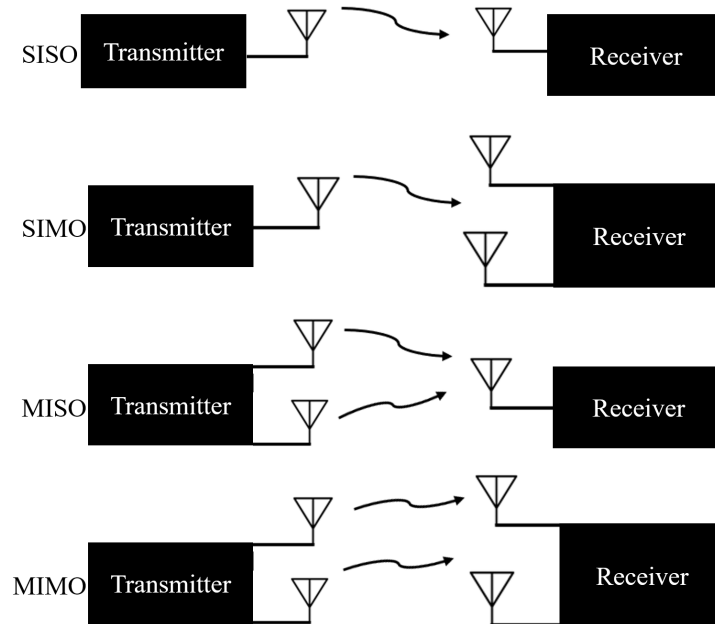 SISO Transmitter Receiver
SIMO Transmitter Receiver
MISO Transmitter Receiver
MIMO Transmitter Receiver